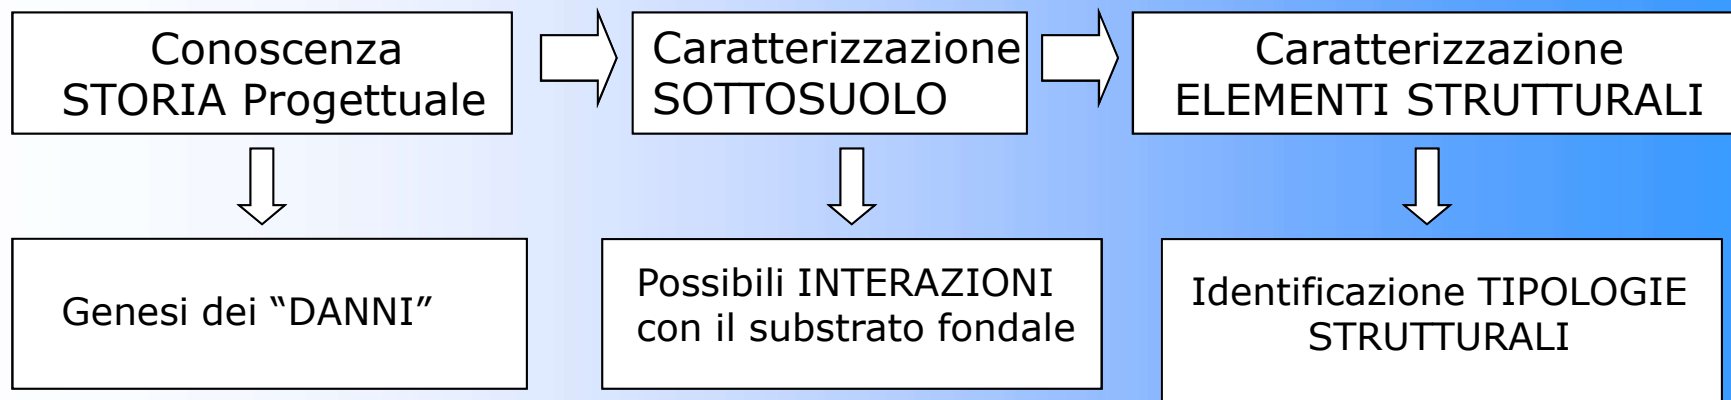 Conoscenza
STORIA Progettuale
Caratterizzazione
SOTTOSUOLO
Caratterizzazione
ELEMENTI STRUTTURALI
Genesi dei “DANNI”
Possibili INTERAZIONI
con il substrato fondale
Identificazione TIPOLOGIE
STRUTTURALI